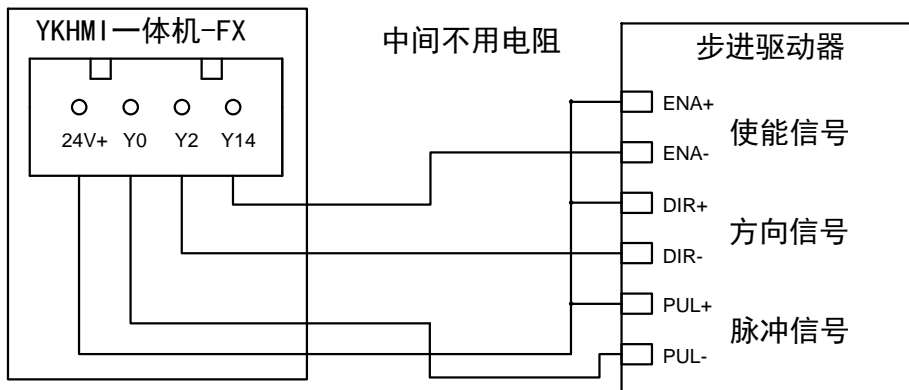 YKHMI一体机-FX
中间不用电阻
步进驱动器
24V+ Y0 Y2 Y14
ENA+
使能信号
ENA-
DIR+
方向信号
DIR-
PUL+
脉冲信号
PUL-